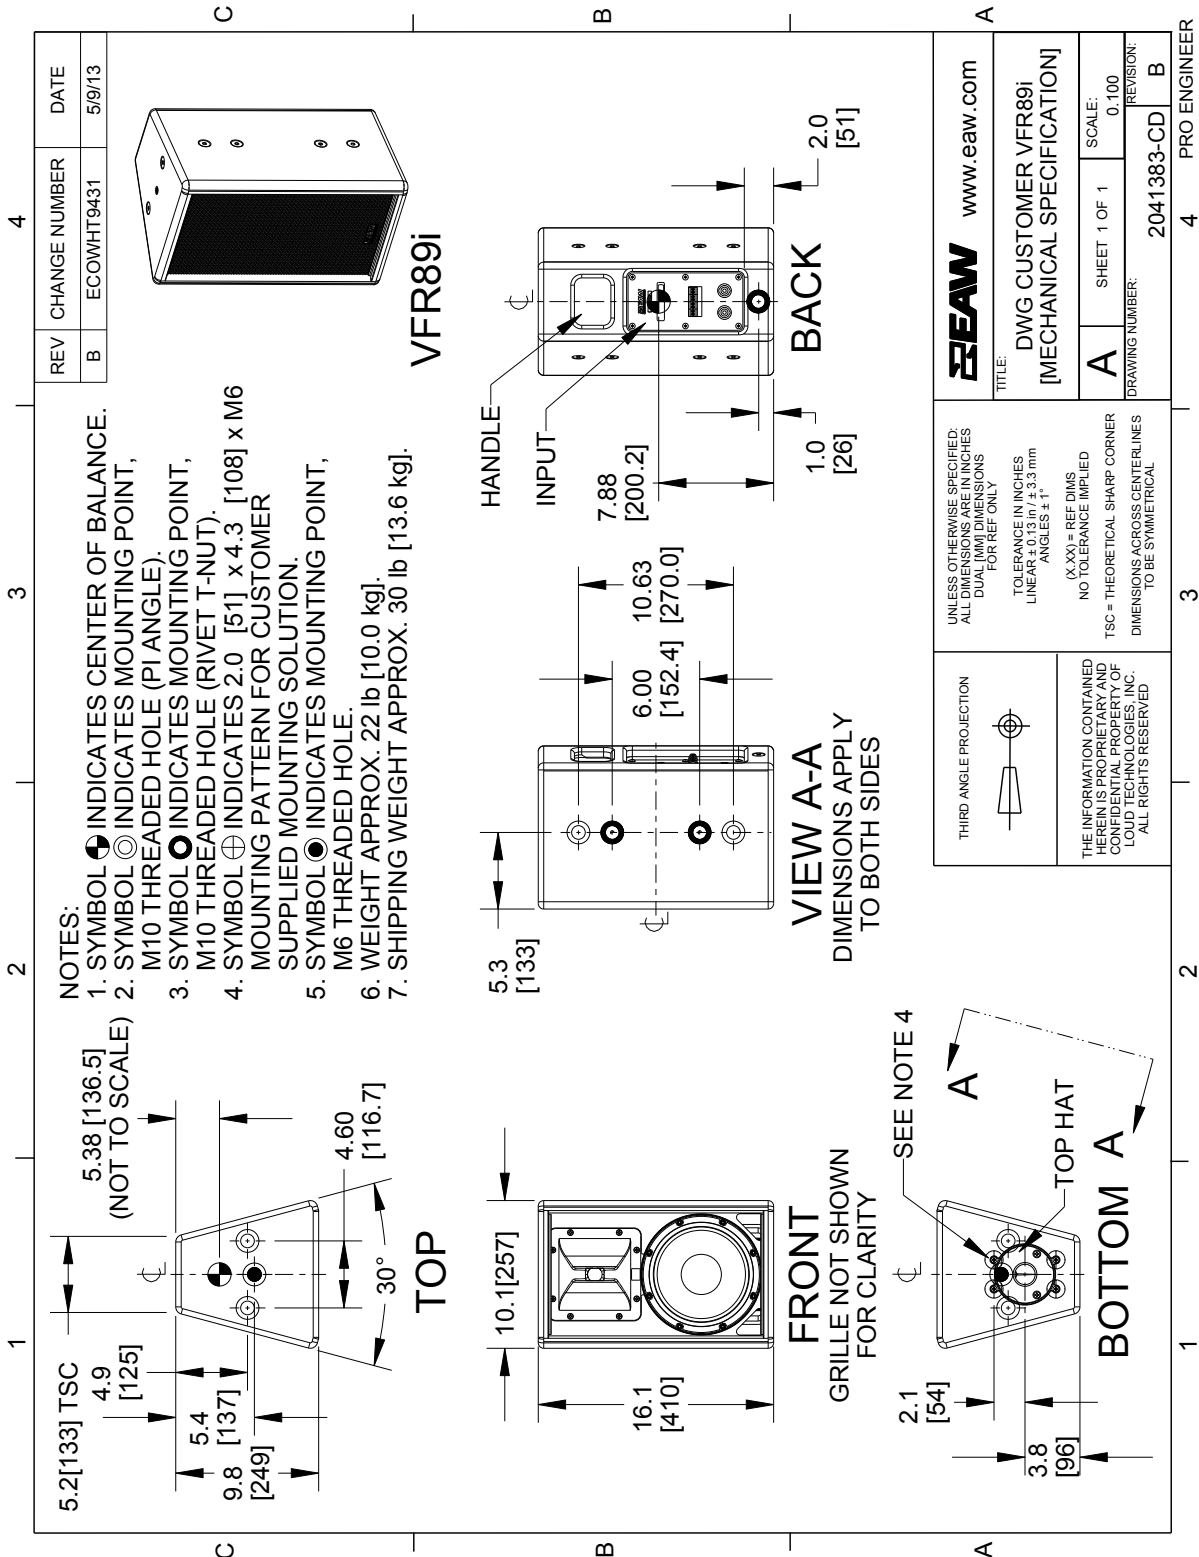 4
3
2
1
C
B
A
REV CHANGE NUMBER DATE
B ECOWHT9431 5/9/13
NOTES:
1. SYMBOL INDICATES CENTER OF BALANCE.
2. SYMBOL INDICATES MOUNTING POINT,
M10 THREADED HOLE (PI ANGLE).
3. SYMBOL INDICATES MOUNTING POINT,
M10 THREADED HOLE (RIVET T-NUT).
4. SYMBOL INDICATES 2.0 [51] x 4.3 [108] x M6
MOUNTING PATTERN FOR CUSTOMER
SUPPLIED MOUNTING SOLUTION.
5. SYMBOL INDICATES MOUNTING POINT,
M6 THREADED HOLE.
6. WEIGHT APPROX. 22 lb [10.0 kg].
7. SHIPPING WEIGHT APPROX. 30 lb [13.6 kg].
VFR89i
5.2[133] TSC
4.9
[125]
5.4
[137]
9.8
[249]
5.38 [136.5]
(NOT TO SCALE)
4.60
[116.7]
30°
TOP
10.1[257]
16.1
[410]
FRONT
GRILLE NOT SHOWN
FOR CLARITY
5.3
[133]
6.00
[152.4]
10.63
[270.0]
VIEW A-A
DIMENSIONS APPLY
TO BOTH SIDES
HANDLE
INPUT
7.88
[200.2]
1.0
[26]
2.0
[51]
BACK
2.1
[54]
3.8
[96]
SEE NOTE 4
TOP HAT
A
A
BOTTOM
THIRD ANGLE PROJECTION
THE INFORMATION CONTAINED
HEREIN IS PROPRIETARY AND
CONFIDENTIAL PROPERTY OF
LOUD TECHNOLOGIES, INC.
ALL RIGHTS RESERVED
UNLESS OTHERWISE SPECIFIED:
ALL DIMENSIONS ARE IN INCHES
DUAL [MM] DIMENSIONS
FOR REF ONLY
TOLERANCE IN INCHES
LINEAR ± 0.13 in / ± 3.3 mm
ANGLES ± 1°
(X.XX) = REF DIMS
NO TOLERANCE IMPLIED
TSC = THEORETICAL SHARP CORNER
DIMENSIONS ACROSS CENTERLINES
TO BE SYMMETRICAL
EAW www.eaw.com
TITLE:
DWG CUSTOMER VFR89i
[MECHANICAL SPECIFICATION]
A
SHEET 1 OF 1
SCALE:
0.100
DRAWING NUMBER:
2041383-CD
REVISION:
B
C
B
A
1
2
3
4
PRO ENGINEER